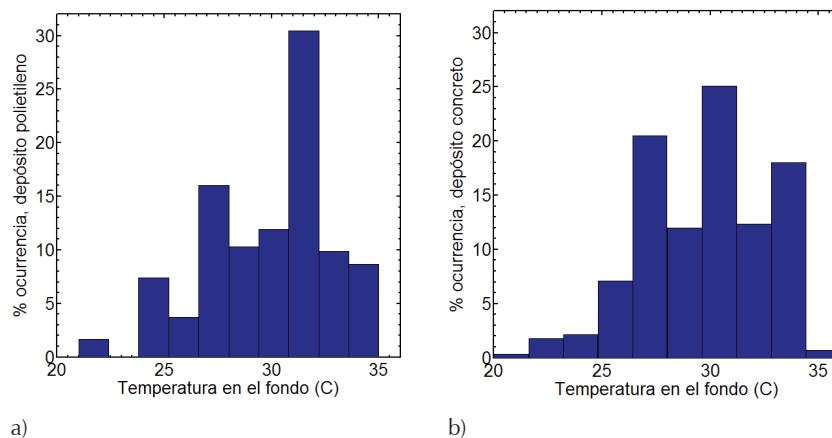 % ocurrencia, depósito polietileno
30
25
20
15
10
5
0
20 25 30 35
Temperatura en el fondo (C)
a)
% ocurrencia, depósito concreto
30
25
20
15
10
5
0
20 25 30 35
Temperatura en el fondo (C)
b)